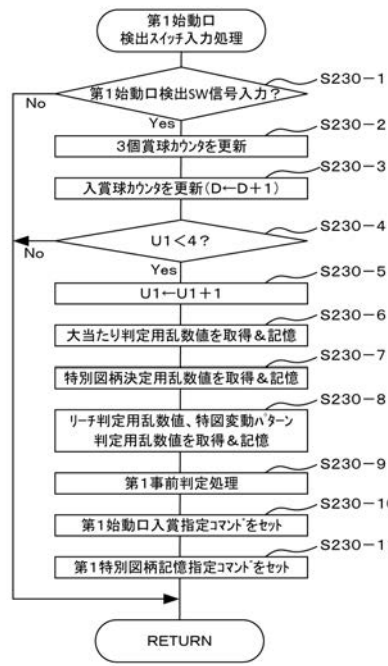 第1始動口
検出スイッチ入力処理
S230-1
第1始動口検出SW信号入力?
No
Yes
S230-2
3個賞球カウンタを更新
S230-3
入賞球カウンタを更新(D←D+1)
S230-4
U1<4?
No
Yes
S230-5
U1←U1+1
S230-6
大当たり判定用乱数値を取得&記憶
S230-7
特別図柄決定用乱数値を取得&記憶
S230-8
リーチ判定用乱数値、特図変動パターン
判定用乱数値を取得&記憶
S230-9
第1事前判定処理
S230-10
第1始動口入賞指定コマンドをセット
S230-1
第1特別図柄記憶指定コマンドをセット
RETURN